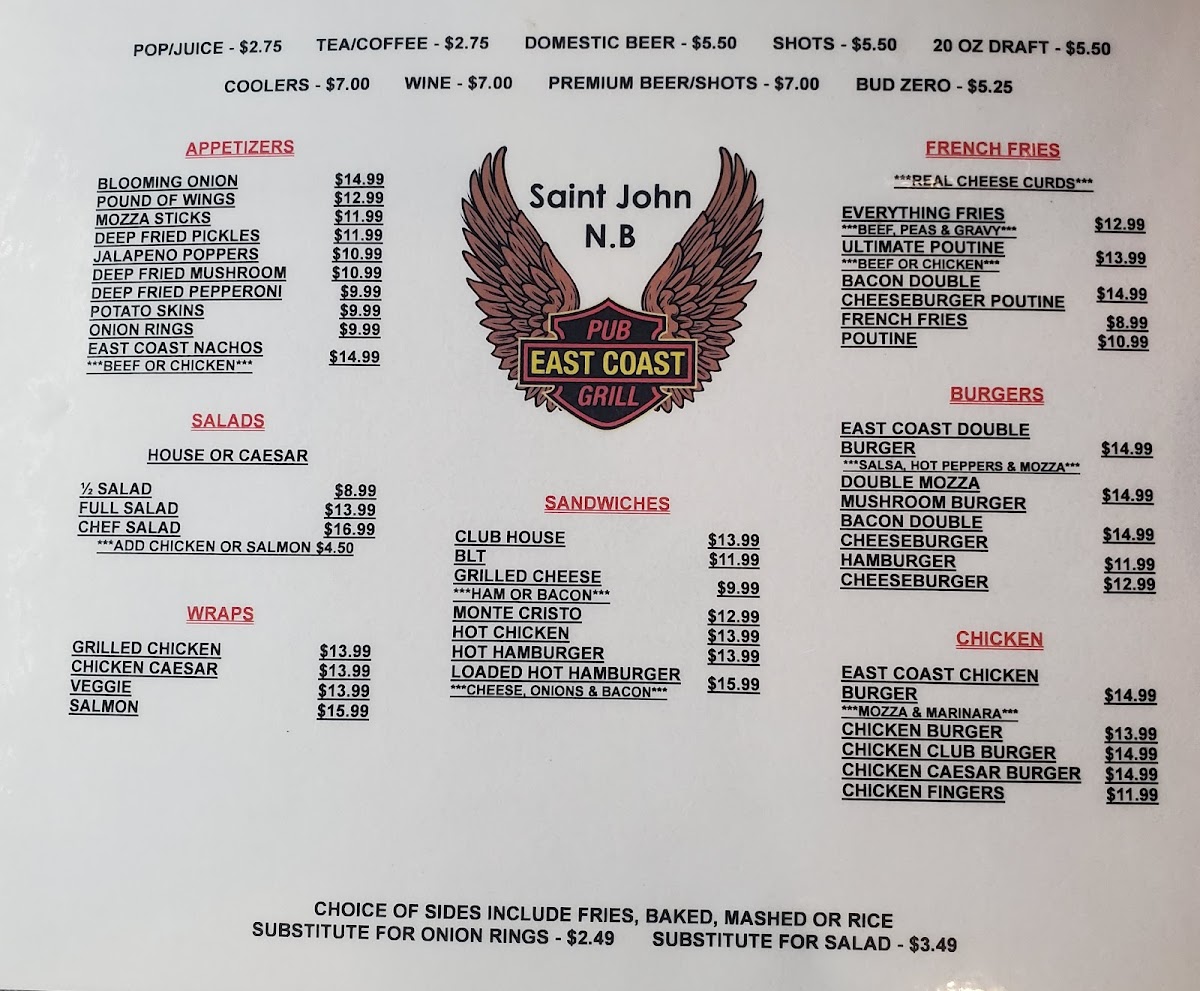 POP/JUICE - $2.75 TEA/COFFEE - $2.75 DOMESTIC BEER - $5.50 SHOTS - $5.50 20 OZ DRAFT - $5.50
COOLERS - $7.00 WINE - $7.00 PREMIUM BEER/SHOTS - $7.00 BUD ZERO - $5.25
APPETIZERS
BLOOMING ONION $14.99
POUND OF WINGS $12.99
MOZZA STICKS $11.99
DEEP FRIED PICKLES $11.99
JALAPENO POPPERS $10.99
DEEP FRIED MUSHROOM $10.99
DEEP FRIED PEPPERONI $9.99
POTATO SKINS $9.99
ONION RINGS $9.99
EAST COAST NACHOS $14.99
***BEEF OR CHICKEN***
SALADS
HOUSE OR CAESAR
½ SALAD $8.99
FULL SALAD $13.99
CHEF SALAD $16.99
***ADD CHICKEN OR SALMON $4.50
WRAPS
GRILLED CHICKEN $13.99
CHICKEN CAESAR $13.99
VEGGIE $13.99
SALMON $15.99
Saint John
N.B
PUB
EAST COAST
GRILL
SANDWICHES
CLUB HOUSE $13.99
BLT $11.99
GRILLED CHEESE $9.99
***HAM OR BACON***
MONTE CRISTO $12.99
HOT CHICKEN $13.99
HOT HAMBURGER $13.99
LOADED HOT HAMBURGER $15.99
***CHEESE, ONIONS & BACON***
FRENCH FRIES
***REAL CHEESE CURDS***
EVERYTHING FRIES $12.99
***BEEF, PEAS & GRAVY***
ULTIMATE POUTINE $13.99
***BEEF OR CHICKEN***
BACON DOUBLE
CHEESEBURGER POUTINE $14.99
FRENCH FRIES $8.99
POUTINE $10.99
BURGERS
EAST COAST DOUBLE
BURGER $14.99
***SALSA, HOT PEPPERS & MOZZA***
DOUBLE MOZZA
MUSHROOM BURGER $14.99
BACON DOUBLE
CHEESEBURGER $14.99
HAMBURGER $11.99
CHEESEBURGER $12.99
CHICKEN
EAST COAST CHICKEN
BURGER $14.99
***MOZZA & MARINARA***
CHICKEN BURGER $13.99
CHICKEN CLUB BURGER $14.99
CHICKEN CAESAR BURGER $14.99
CHICKEN FINGERS $11.99
CHOICE OF SIDES INCLUDE FRIES, BAKED, MASHED OR RICE
SUBSTITUTE FOR ONION RINGS - $2.49 SUBSTITUTE FOR SALAD - $3.49